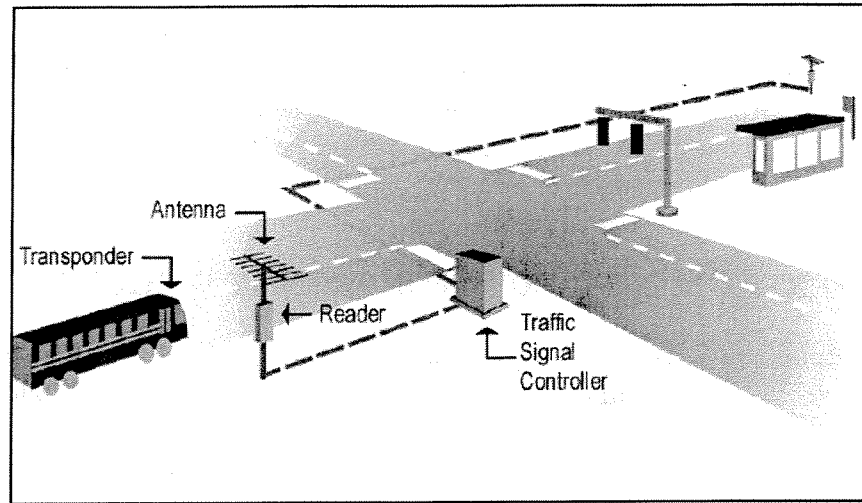 Antenna
Transponder
Reader
Traffic
Signal
Controller